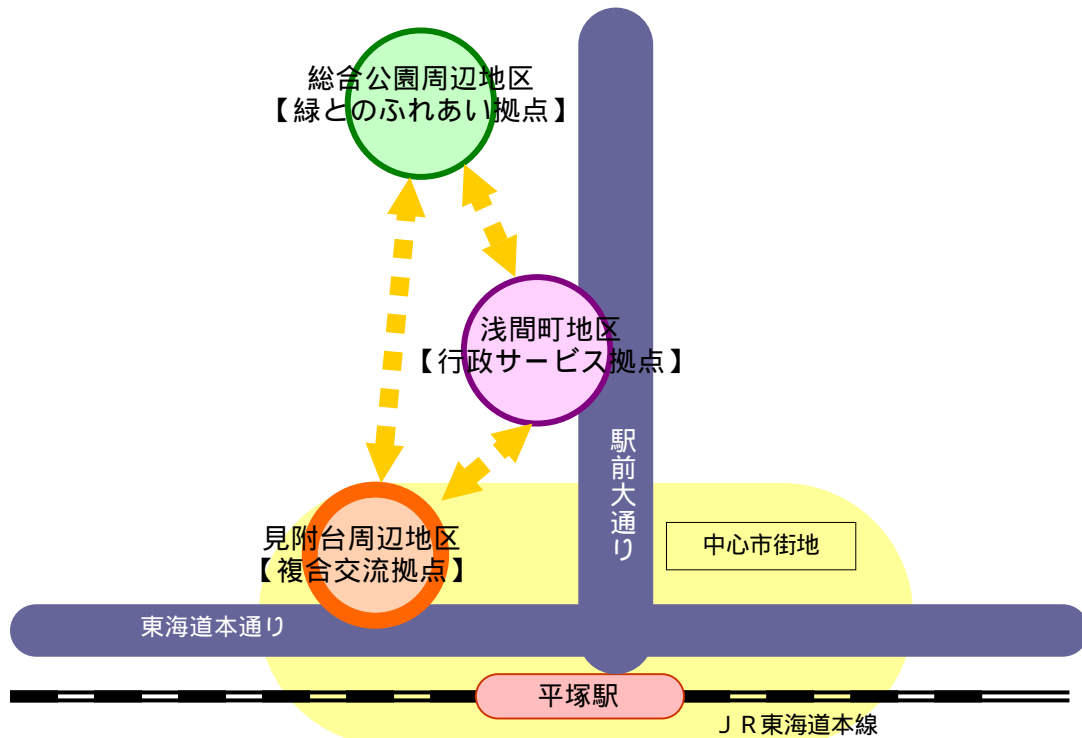 総合公園周辺地区
【緑とのふれあい拠点】
浅間町地区
【行政サービス拠点】
駅前大通り
中心市街地
見附台周辺地区
【複合交流拠点】
東海道本通り
平塚駅
ＪＲ東海道本線